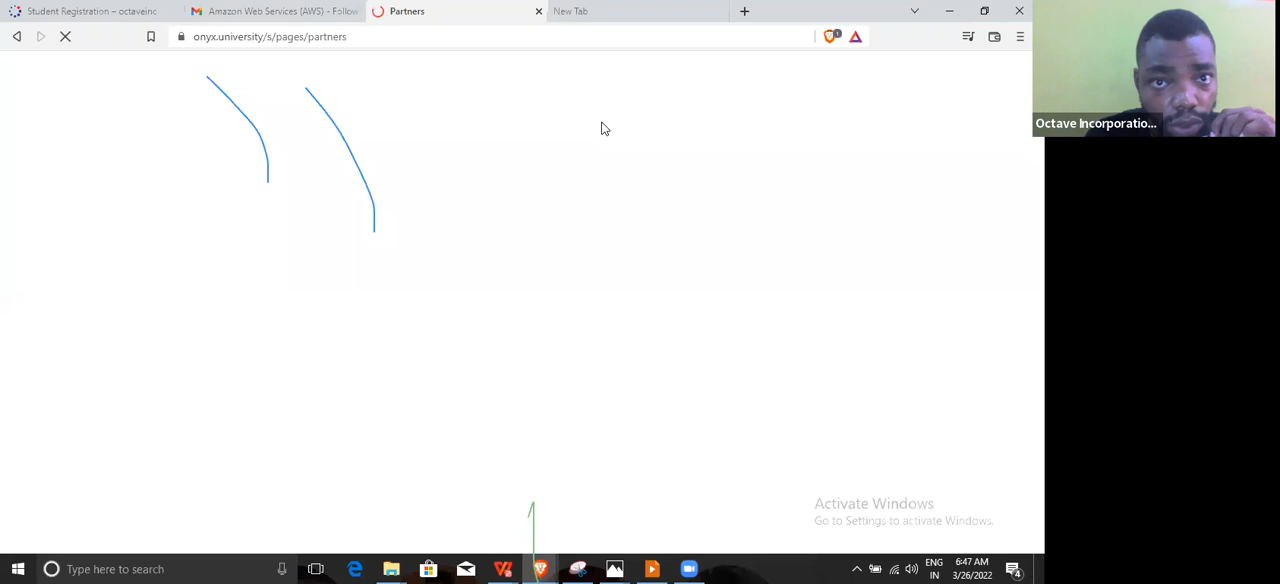 Student Registration – octaveinc
Amazon Web Services (AWS) - Follow
Partners
New Tab
onyx.university/s/pages/partners
1
Octave Incorporatio...
Activate Windows
Go to Settings to activate Windows.
Type here to search
ENG
IN
6:47 AM
3/26/2022
4